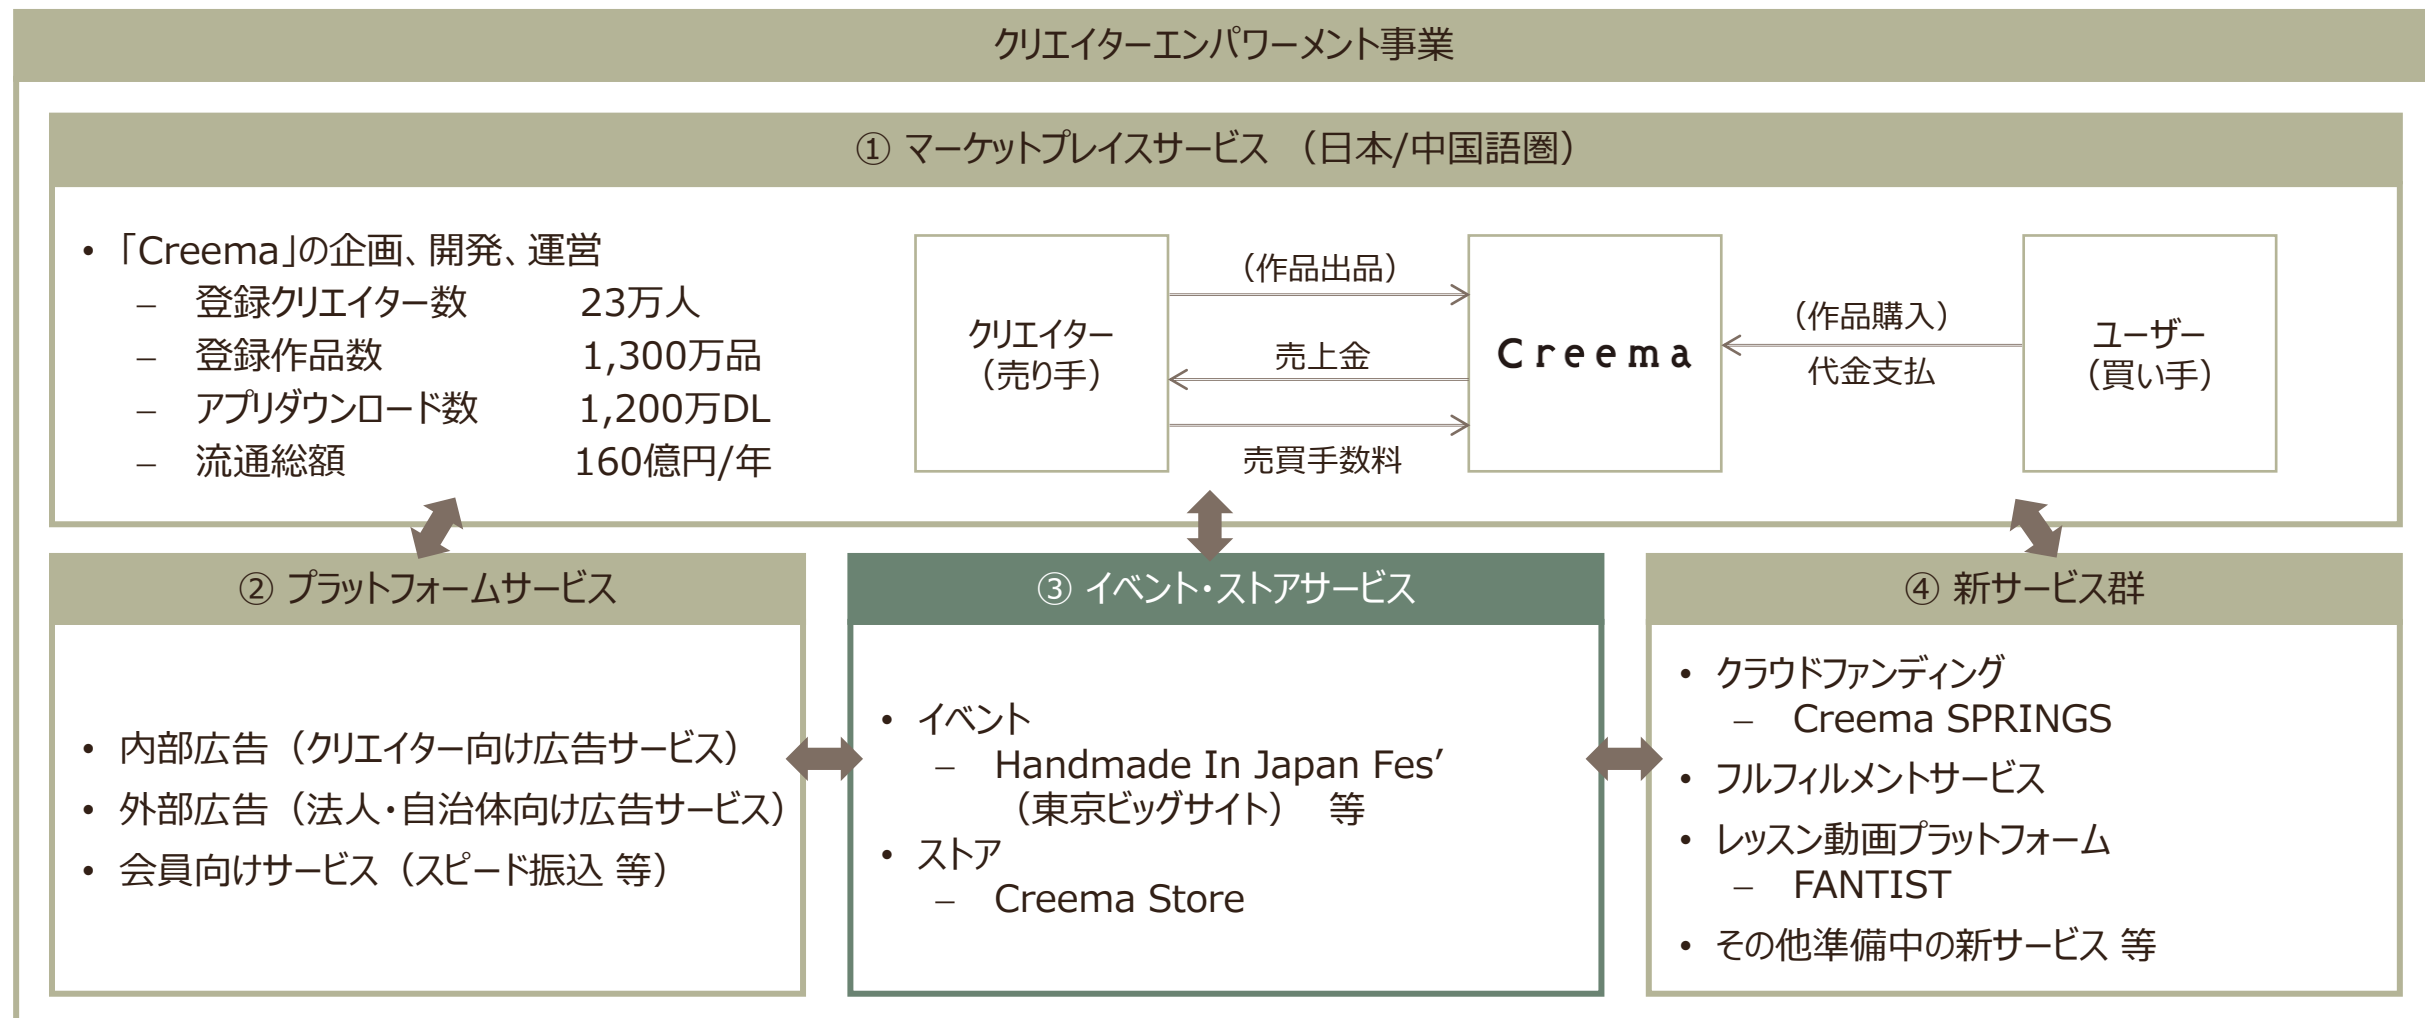 クリエイターエンパワーメント事業
① マーケットプレイスサービス （日本/中国語圏）
• 「Creema」の企画、開発、運営
– 登録クリエイター数 23万人
– 登録作品数 1,300万品
– アプリダウンロード数 1,200万DL
– 流通総額 160億円/年
クリエイター
（売り手）
（作品出品）
売上金
売買手数料
Creema
（作品購入）
代金支払
ユーザー
（買い手）
② プラットフォームサービス
• 内部広告（クリエイター向け広告サービス）
• 外部広告（法人・自治体向け広告サービス）
• 会員向けサービス（スピード振込 等）
③ イベント・ストアサービス
• イベント
– Handmade In Japan Fes’
（東京ビッグサイト） 等
• ストア
– Creema Store
④ 新サービス群
• クラウドファンディング
– Creema SPRINGS
• フルフィルメントサービス
• レッスン動画プラットフォーム
– FANTIST
• その他準備中の新サービス 等